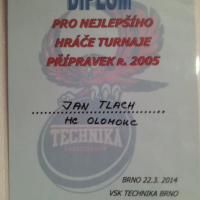 DIPLOM
PRO NEJLEPŠÍHO
HRÁČE TURNAJE
PŘÍPRAVEK R. 2005
JAN TLACH
HC OLOMOUC
TECHNIKA
BRNO 22.3. 2014
VSK TECHNIKA BRNO